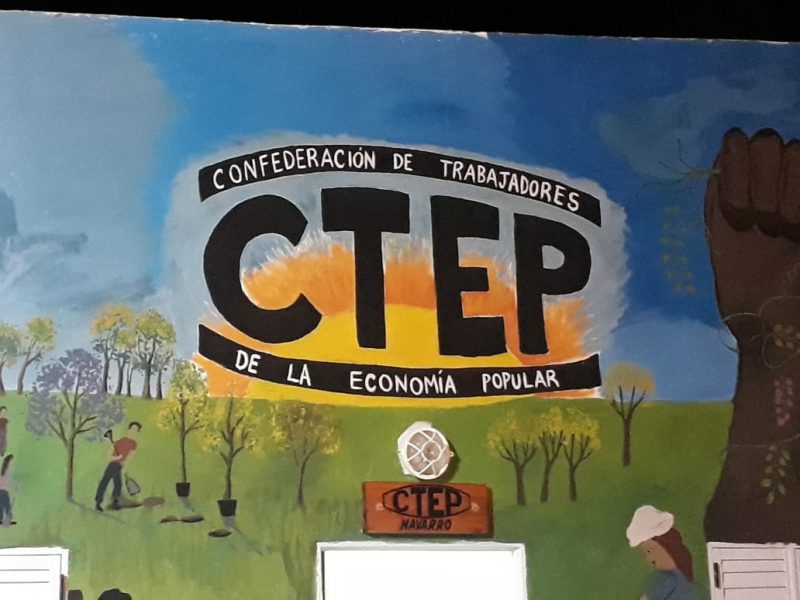 CONFEDERACIÓN DE TRABAJADORES
CTEP
DE LA ECONOMÍA POPULAR
CTEP
NAVARRO